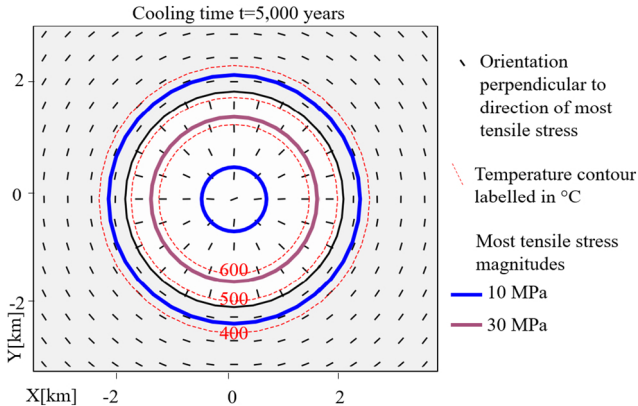 Cooling time t=5,000 years
2
0
-2
Y[km]
X[km]
-2
0
2
600
500
400
Orientation
perpendicular to
direction of most
tensile stress
Temperature contour
labelled in °C
Most tensile stress
magnitudes
10 MPa
30 MPa